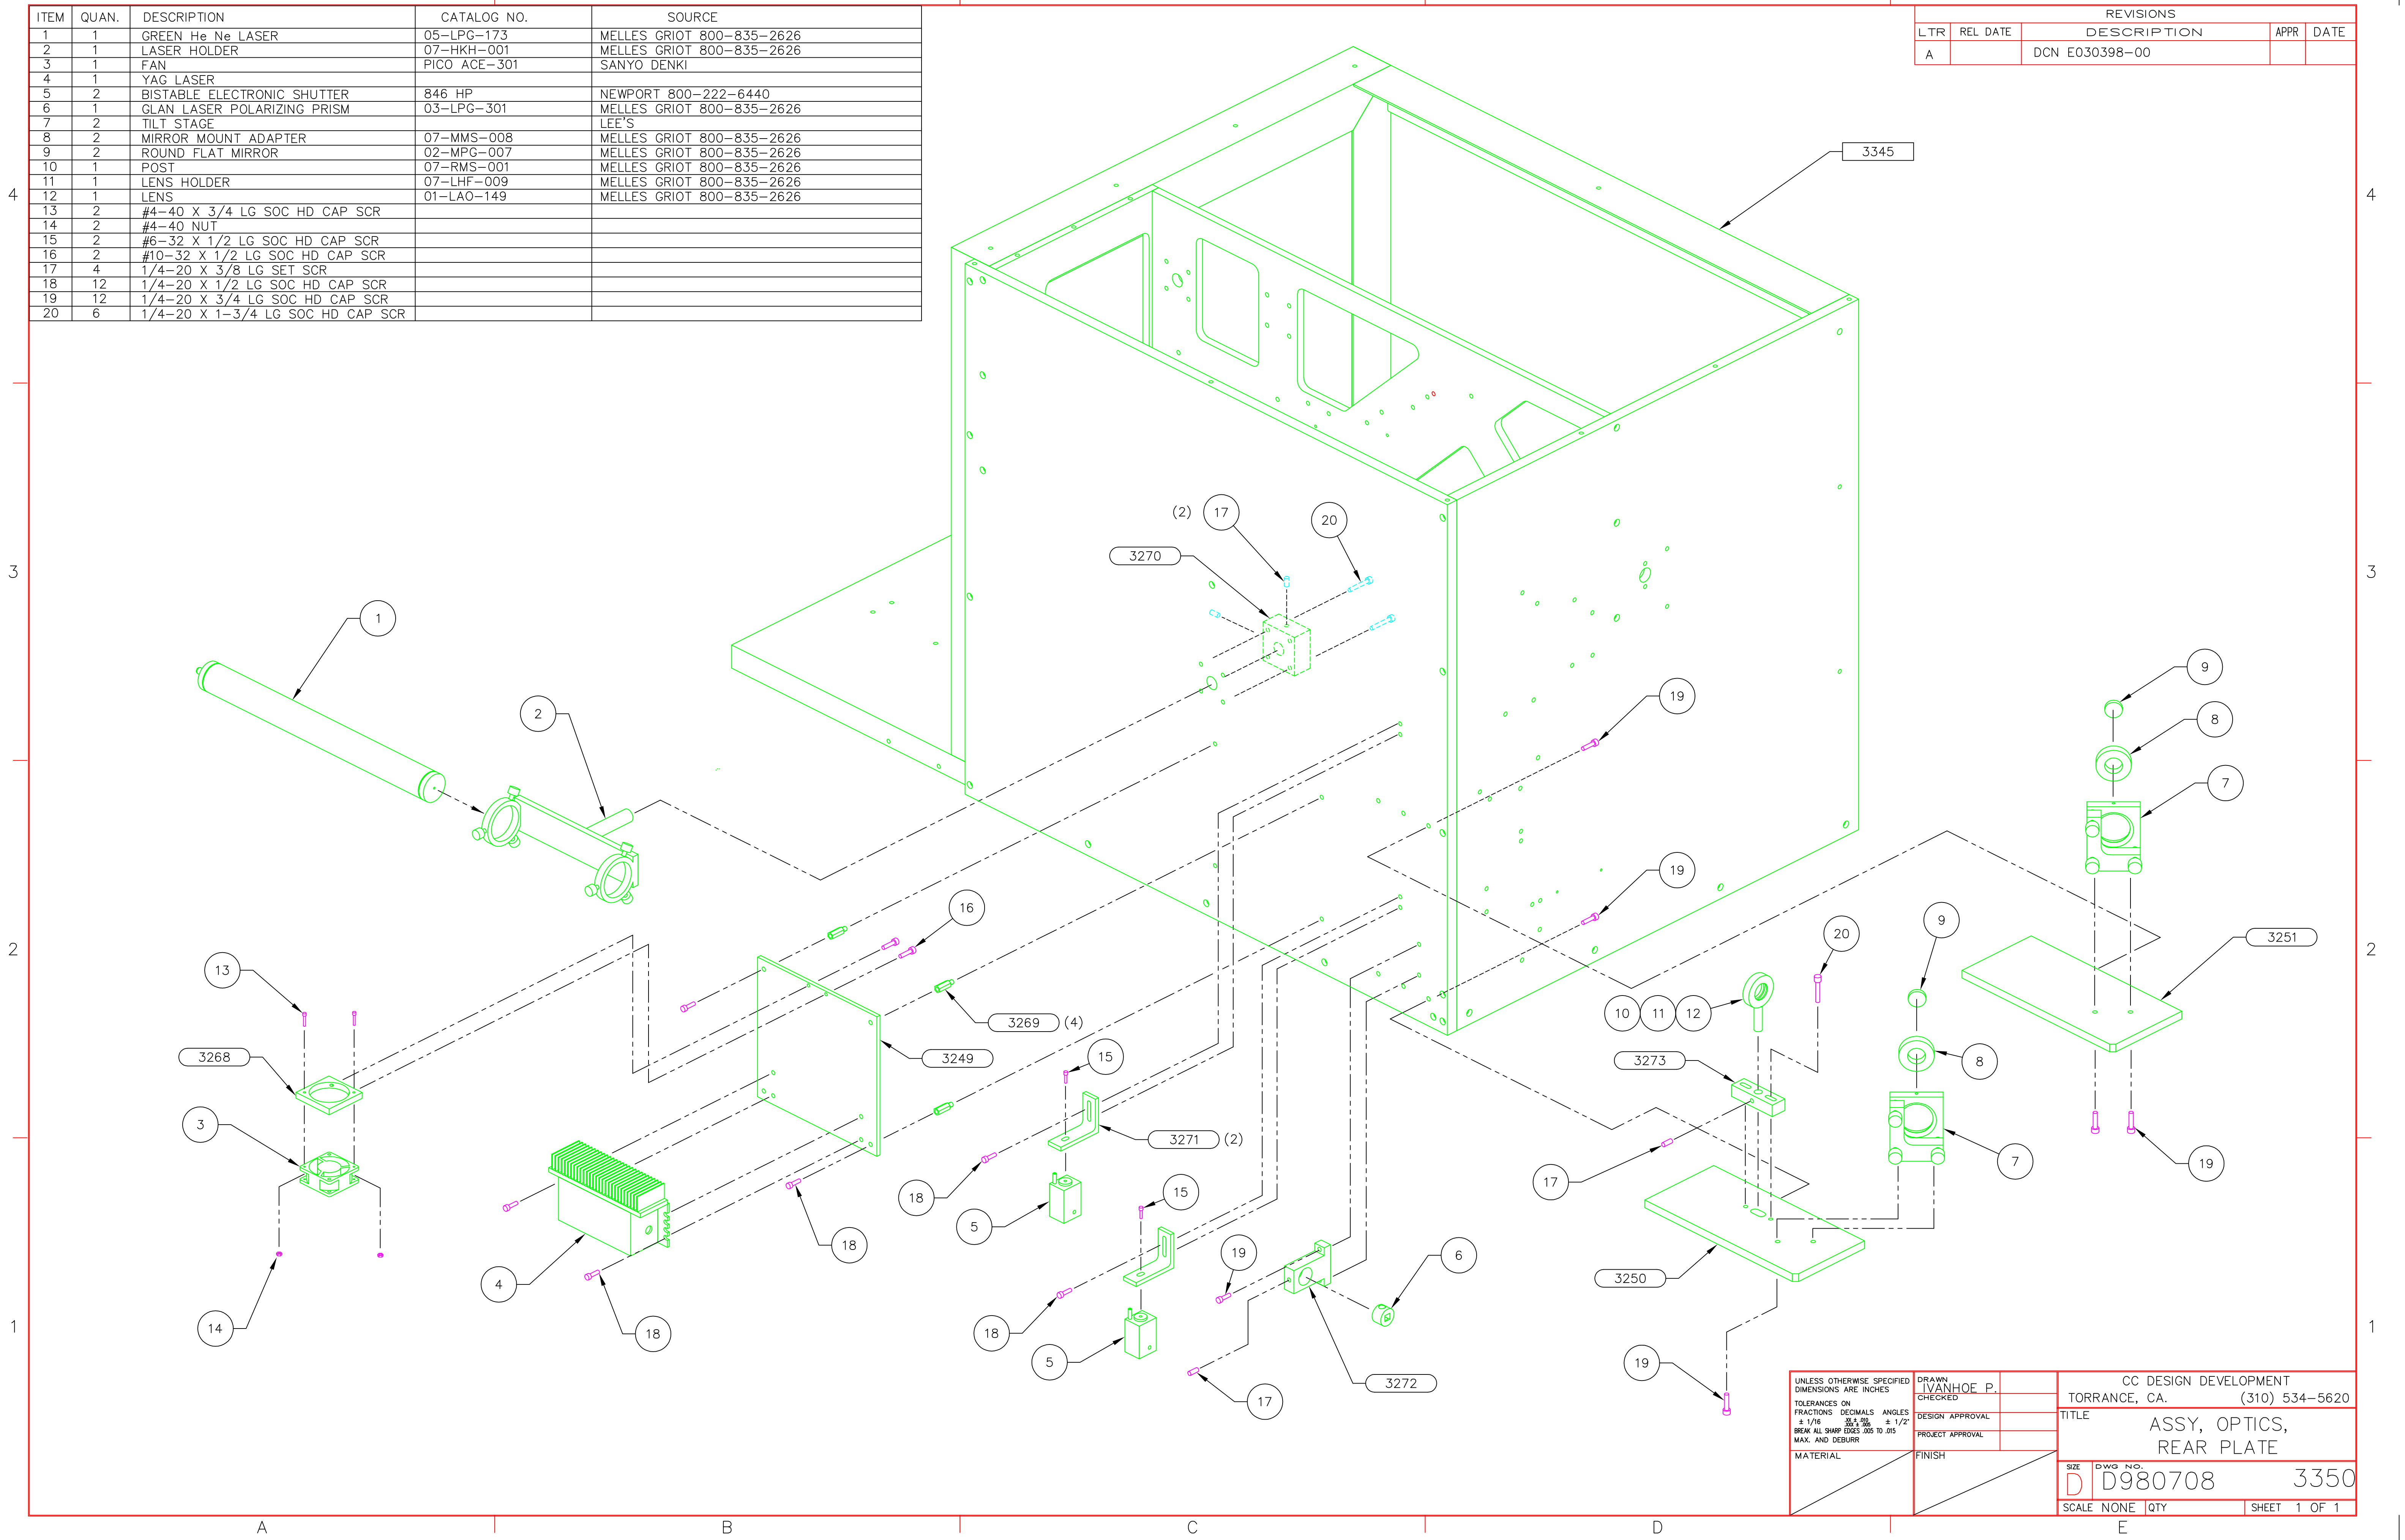 ITEM QUAN. DESCRIPTION CATALOG NO. SOURCE
1 1 GREEN He Ne LASER 05-LPG-173 MELLES GRIOT 800-835-2626
2 1 LASER HOLDER 07-HKH-001 MELLES GRIOT 800-835-2626
3 1 FAN PICO ACE-301 SANYO DENKI
4 1 YAG LASER
5 2 BISTABLE ELECTRONIC SHUTTER 846 HP NEWPORT 800-222-6440
6 1 GLAN LASER POLARIZING PRISM 03-LPG-301 MELLES GRIOT 800-835-2626
7 2 TILT STAGE LEE'S
8 2 MIRROR MOUNT ADAPTER 07-MMS-008 MELLES GRIOT 800-835-2626
9 2 ROUND FLAT MIRROR 02-MPG-007 MELLES GRIOT 800-835-2626
10 1 POST 07-RMS-001 MELLES GRIOT 800-835-2626
11 1 LENS HOLDER 07-LHF-009 MELLES GRIOT 800-835-2626
12 1 LENS 01-LAO-149 MELLES GRIOT 800-835-2626
13 2 #4-40 X 3/4 LG SOC HD CAP SCR
14 2 #4-40 NUT
15 2 #6-32 X 1/2 LG SOC HD CAP SCR
16 2 #10-32 X 1/2 LG SOC HD CAP SCR
17 4 1/4-20 X 3/8 LG SET SCR
18 12 1/4-20 X 1/2 LG SOC HD CAP SCR
19 12 1/4-20 X 3/4 LG SOC HD CAP SCR
20 6 1/4-20 X 1-3/4 LG SOC HD CAP SCR
REVISIONS
LTR REL DATE DESCRIPTION APPR DATE
A DCN E030398-00
3345
4 4
(2) 17 20
3270
3 3
1
2
19
9
8
7
19
16
20
9
3251
2 2
13
10 11 12
3269 (4)
3268
3249
15
3273
8
3
3271 (2)
7
19
17
18
15
5
18
19
6
4
3250
14
18
18
5
19
3272
17
1 1
UNLESS OTHERWISE SPECIFIED
DIMENSIONS ARE INCHES
TOLERANCES ON
FRACTIONS DECIMALS ANGLES
± 1/16 .XX ± .010 ± 1/2°
.XXX ± .005
BREAK ALL SHARP EDGES .005 TO .015
MAX. AND DEBURR
MATERIAL
DRAWN
IVANHOE P.
CHECKED
DESIGN APPROVAL
PROJECT APPROVAL
FINISH
CC DESIGN DEVELOPMENT
TORRANCE, CA. (310) 534-5620
TITLE
ASSY, OPTICS,
REAR PLATE
SIZE D DWG NO. D980708 3350
SCALE NONE QTY SHEET 1 OF 1
A B C D E